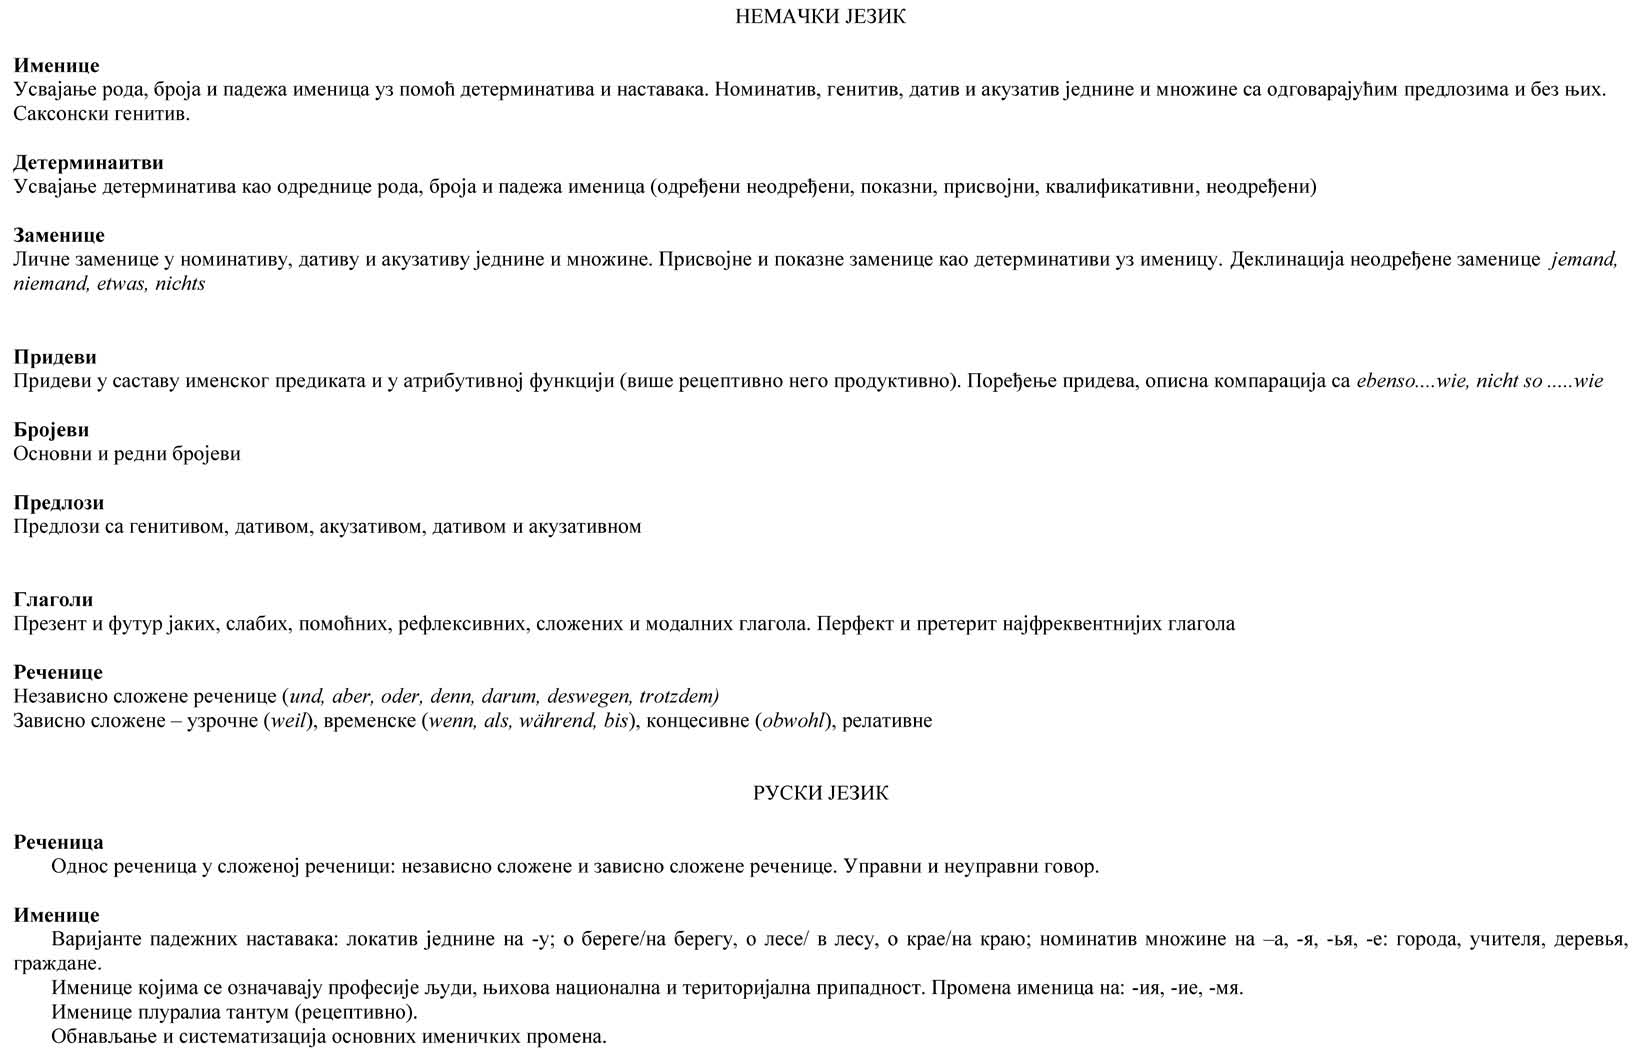 НЕМАЧКИ ЈЕЗИК
Именице
Усвајање рода, броја и падежа именица уз помоћ детерминатива и наставака. Номинатив, генитив, датив и акузатив једнине и множине са одговарајућим предлозима и без њих.
Саксонски генитив.
Детерминаитви
Усвајање детерминатива као одреднице рода, броја и падежа именица (одређени неодређени, показни, присвојни, квалификативни, неодређени)
Заменице
Личне заменице у номинативу, дативу и акузативу једнине и множине. Присвојне и показне заменице као детерминативи уз именицу. Деклинација неодређене заменице jemand,
niemand, etwas, nichts
Придеви
Придеви у саставу именског предиката и у атрибутивној функцији (више рецептивно него продуктивно). Поређење придева, описна компарација са ebenso....wie, nicht so .....wie
Бројеви
Основни и редни бројеви
Предлози
Предлози са генитивом, дативом, акузативом, дативом и акузативном
Глаголи
Презент и футур јаких, слабих, помоћних, рефлексивних, сложених и модалних глагола. Перфект и претерит најфреквентнијих глагола
Реченице
Независно сложене реченице (und, aber, oder, denn, darum, deswegen, trotzdem)
Зависно сложене – узрочне (weil), временске (wenn, als, während, bis), концесивне (obwohl), релативне
РУСКИ ЈЕЗИК
Реченица
Однос реченица у сложеној реченици: независно сложене и зависно сложене реченице. Управни и неуправни говор.
Именице
Варијанте падежних наставака: локатив једнине на -у; о береге/на берегу, о лесе/ в лесу, о крае/на краю; номинатив множине на –а, -я, -ья, -е: города, учителя, деревья,
граждане.
Именице којима се означавају професије људи, њихова национална и територијална припадност. Промена именица на: -ия, -ие, -мя.
Именице плуралиа тантум (рецептивно).
Обнављање и систематизација основних именичких промена.